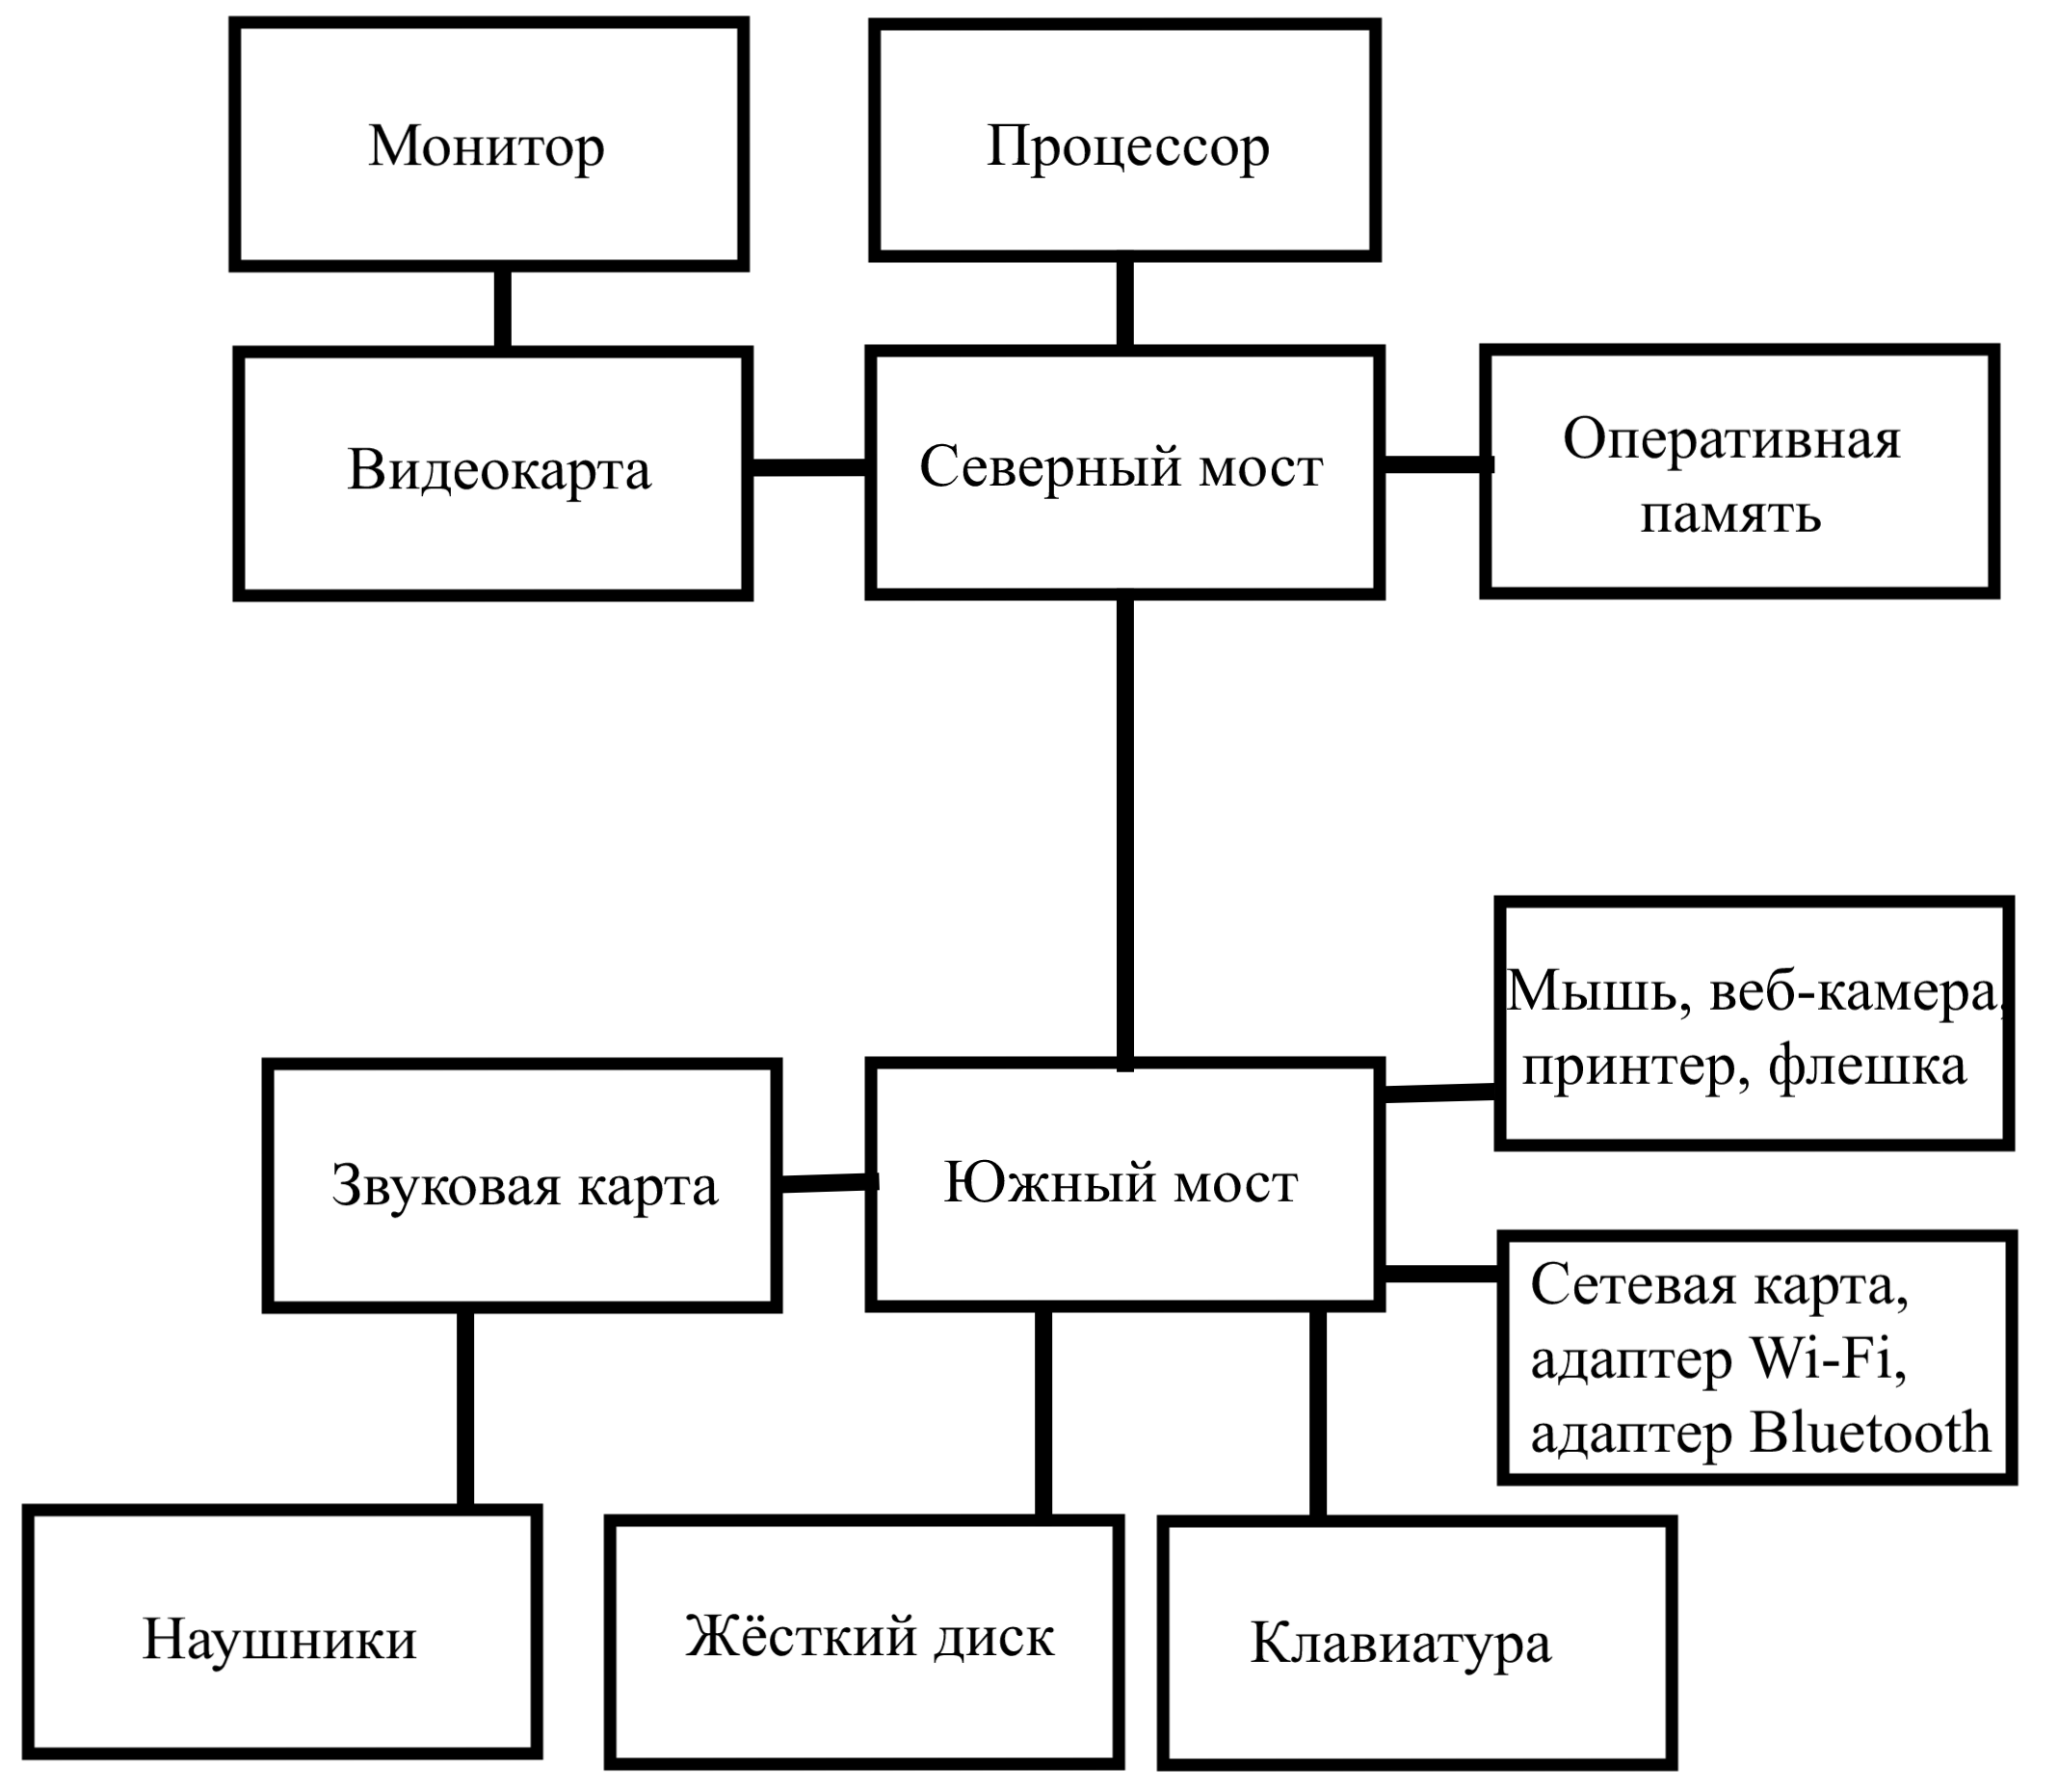 Монитор
Процессор
Видеокарта
Северный мост
Оперативная
память
Мышь, веб-камера,
принтер, флешка
Звуковая карта
Южный мост
Сетевая карта,
адаптер Wi-Fi,
адаптер Bluetooth
Наушники
Жёсткий диск
Клавиатура